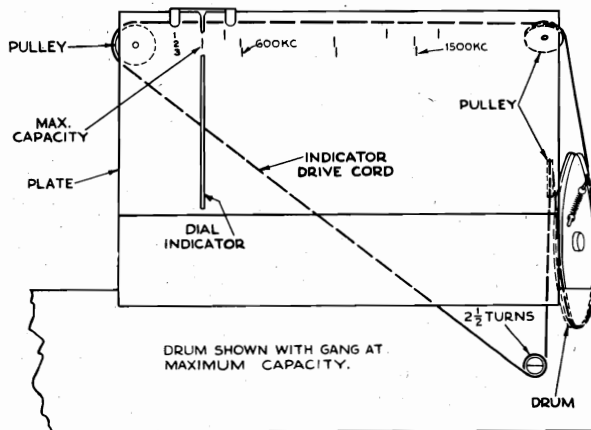 PULLEY
1
2
3
600KC
1500KC
PULLEY
MAX.
CAPACITY
INDICATOR
DRIVE CORD
PLATE
DIAL
INDICATOR
2½ TURNS
DRUM SHOWN WITH GANG AT
MAXIMUM CAPACITY.
DRUM